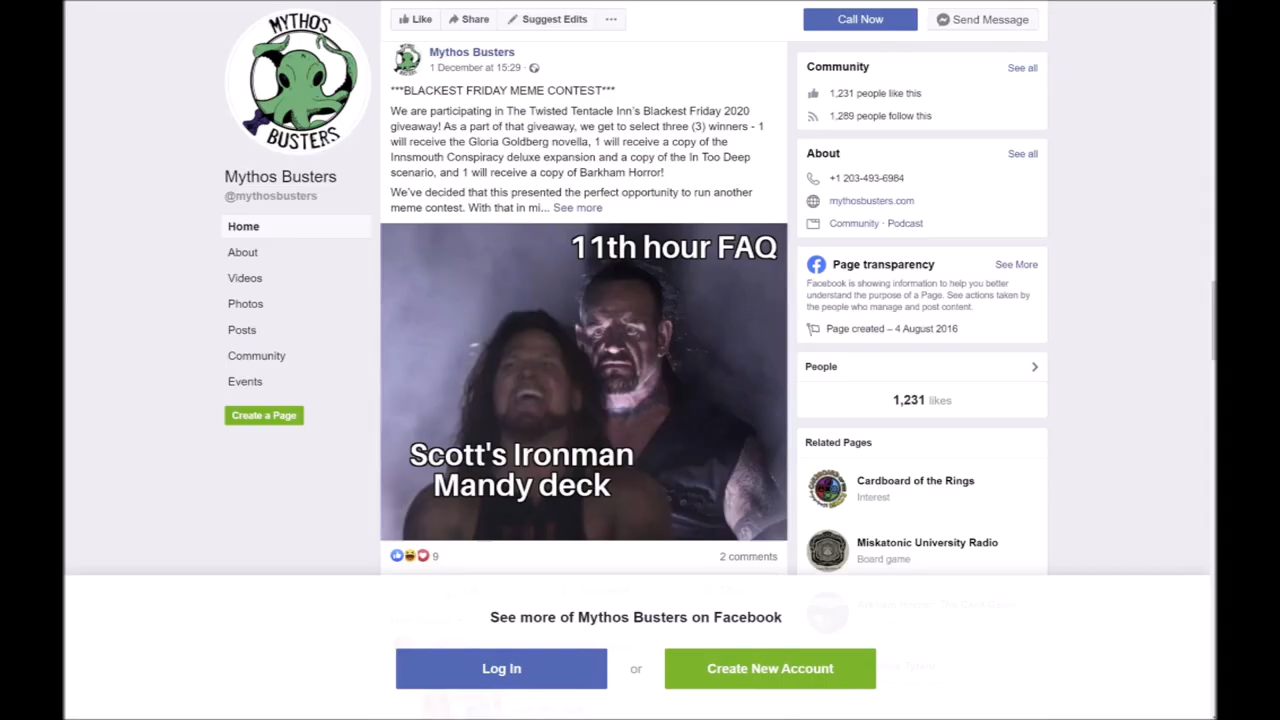 MYTHOS
BUSTERS
Mythos Busters
@mythosbusters
Home
About
Videos
Photos
Posts
Community
Events
Create a Page
Like
Share
Suggest Edits
···
Call Now
Send Message
Mythos Busters
1 December at 15:29 ·
***BLACKEST FRIDAY MEME CONTEST***
We are participating in The Twisted Tentacle Inn's Blackest Friday 2020
giveaway! As a part of that giveaway, we get to select three (3) winners - 1
will receive the Gloria Goldberg novella, 1 will receive a copy of the
Innsmouth Conspiracy deluxe expansion and a copy of the In Too Deep
scenario, and 1 will receive a copy of Barkham Horror!
We've decided that this presented the perfect opportunity to run another
meme contest. With that in mi... See more
11th hour FAQ
Scott's Ironman
Mandy deck
9
2 comments
Community
See all
1,231 people like this
1,289 people follow this
About
See all
+1 203-493-6984
mythosbusters.com
Community · Podcast
Page transparency
See More
Facebook is showing information to help you better
understand the purpose of a Page. See actions taken by
the people who manage and post content.
Page created – 4 August 2016
People
1,231 likes
Related Pages
Cardboard of the Rings
Interest
Miskatonic University Radio
Board game
See more of Mythos Busters on Facebook
Log In
or
Create New Account